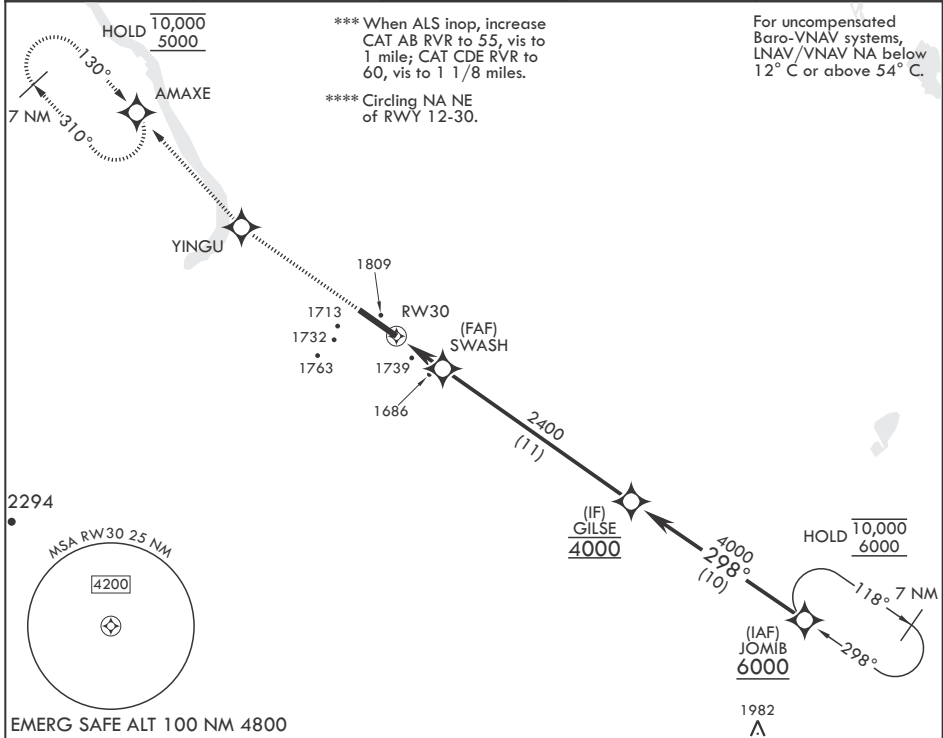 HOLD 10,000
5000
*** When ALS inop, increase
CAT AB RVR to 55, vis to
1 mile; CAT CDE RVR to
60, vis to 1 1/8 miles.
**** Circling NA NE
of RWY 12-30.
For uncompensated
Baro-VNAV systems,
LNAV/VNAV NA below
12° C or above 54° C.
130°
AMAXE
7 NM
310°
YINGU
1809
1713
RW30
(FAF)
SWASH
1732
1763
1739
1686
2400
(11)
2294
(IF)
GILSE
4000
HOLD 10,000
6000
4000
298°
(10)
118°
7 NM
298°
(IAF)
JOMIB
6000
MSA RW30 25 NM
4200
1982
EMERG SAFE ALT 100 NM 4800